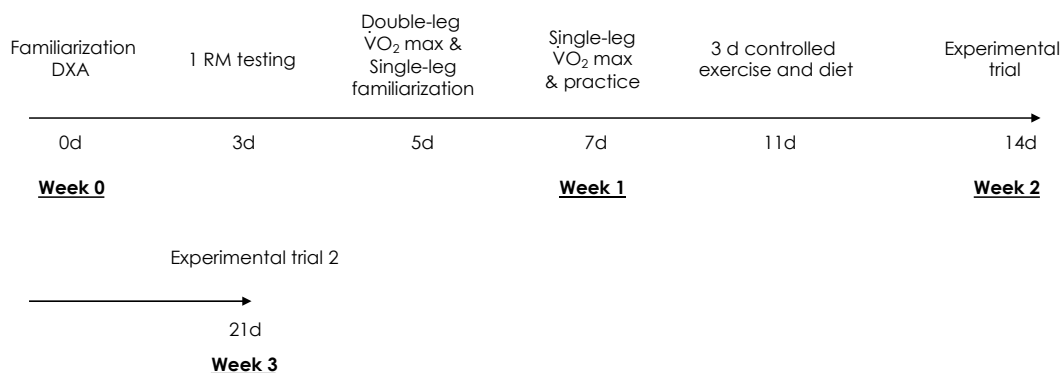 Familiarization
DXA
1 RM testing
Double-leg
V̇O₂ max &
Single-leg
familiarization
Single-leg
V̇O₂ max
& practice
3 d controlled
exercise and diet
Experimental
trial
0d
3d
5d
7d
11d
14d
Week 0
Week 1
Week 2
Experimental trial 2
21d
Week 3